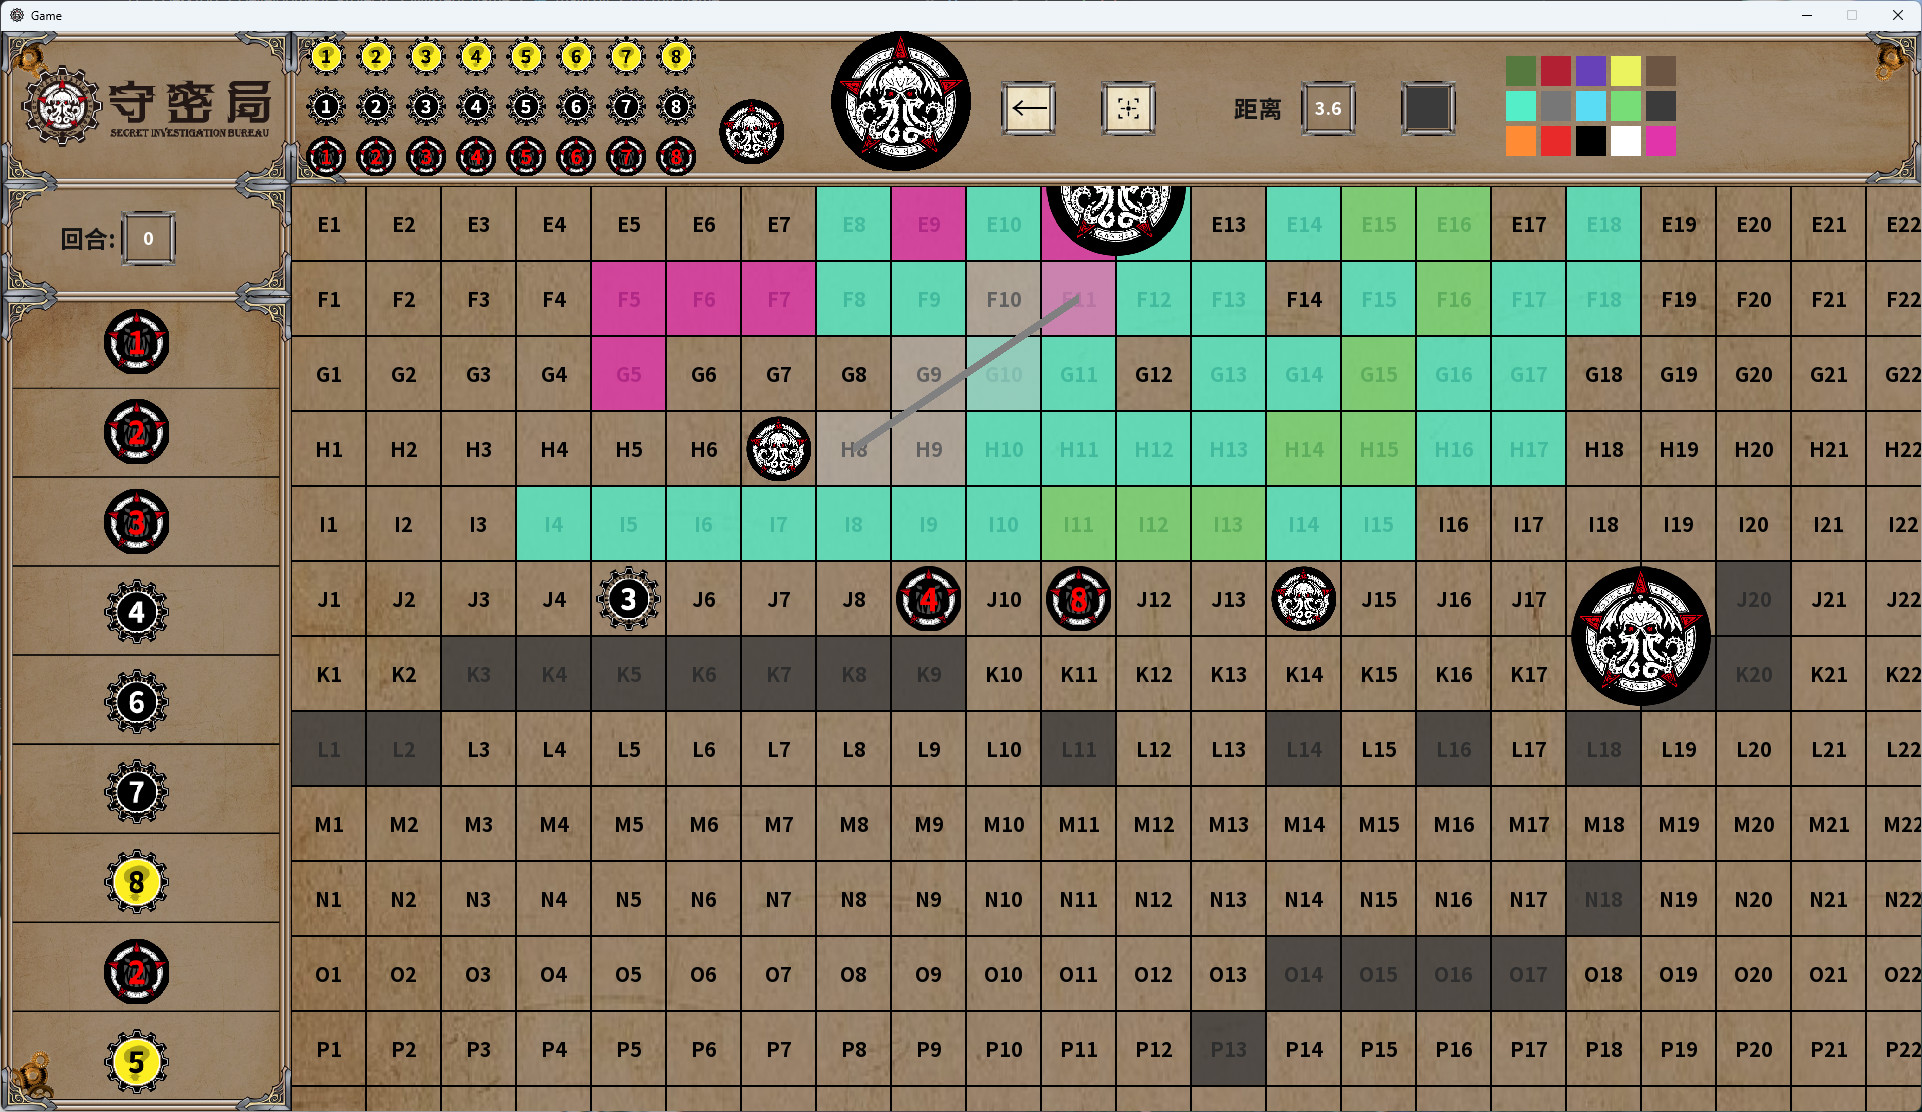 Game
1 2 3 4 5 6 7 8
守密局
SECRET INVESTIGATION BUREAU
1 2 3 4 5 6 7 8
距离 3.6
1 2 3 4 5 6 7 8
回合: 0
1
2
3
4
6
7
8
2
5
E1 E2 E3 E4 E5 E6 E7 E8 E9 E10 E13 E14 E15 E16 E17 E18 E19 E20 E21 E22
F1 F2 F3 F4 F5 F6 F7 F8 F9 F10 F11 F12 F13 F14 F15 F16 F17 F18 F19 F20 F21 F22
G1 G2 G3 G4 G5 G6 G7 G8 G9 G10 G11 G12 G13 G14 G15 G16 G17 G18 G19 G20 G21 G22
H1 H2 H3 H4 H5 H6 H8 H9 H10 H11 H12 H13 H14 H15 H16 H17 H18 H19 H20 H21 H22
I1 I2 I3 I4 I5 I6 I7 I8 I9 I10 I11 I12 I13 I14 I15 I16 I17 I18 I19 I20 I21 I22
J1 J2 J3 J4 3 J6 J7 J8 4 J10 8 J12 J13 J15 J16 J17 J20 J21 J22
K1 K2 K3 K4 K5 K6 K7 K8 K9 K10 K11 K12 K13 K14 K15 K16 K17 K20 K21 K22
L1 L2 L3 L4 L5 L6 L7 L8 L9 L10 L11 L12 L13 L14 L15 L16 L17 L18 L19 L20 L21 L22
M1 M2 M3 M4 M5 M6 M7 M8 M9 M10 M11 M12 M13 M14 M15 M16 M17 M18 M19 M20 M21 M22
N1 N2 N3 N4 N5 N6 N7 N8 N9 N10 N11 N12 N13 N14 N15 N16 N17 N18 N19 N20 N21 N22
O1 O2 O3 O4 O5 O6 O7 O8 O9 O10 O11 O12 O13 O14 O15 O16 O17 O18 O19 O20 O21 O22
P1 P2 P3 P4 P5 P6 P7 P8 P9 P10 P11 P12 P13 P14 P15 P16 P17 P18 P19 P20 P21 P22